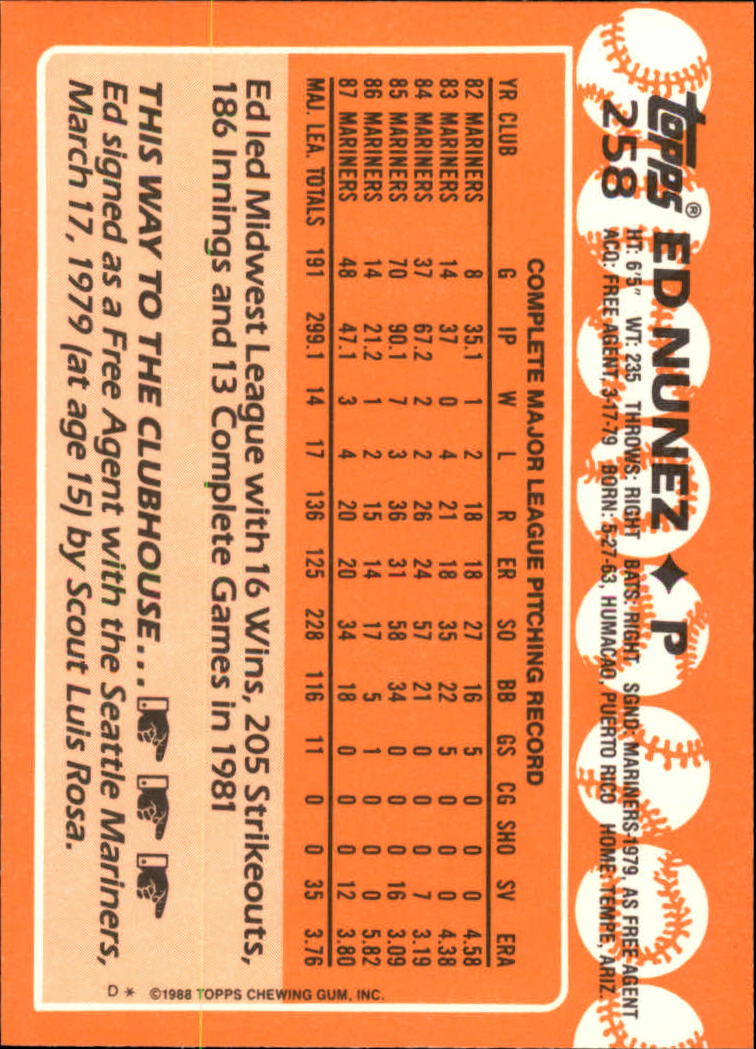 topps® ED NUNEZ ◆ P
258
HT: 6'5" WT: 235 THROWS: RIGHT BATS: RIGHT SGND: MARINERS-1979, AS FREE AGENT
ACQ: FREE AGENT, 3-17-79 BORN: 5-27-63, HUMACAO, PUERTO RICO HOME: TEMPE, ARIZ.
COMPLETE MAJOR LEAGUE PITCHING RECORD
YR CLUB G IP W L R ER SO BB GS CG SHO SV ERA
82 MARINERS 8 35.1 1 2 18 18 27 16 5 0 0 0 4.58
83 MARINERS 14 37 0 4 21 18 35 22 5 0 0 0 4.38
84 MARINERS 37 67.2 2 2 26 24 57 21 0 0 0 7 3.19
85 MARINERS 70 90.1 7 3 36 31 58 34 0 0 0 16 3.09
86 MARINERS 14 21.2 1 2 15 14 17 5 1 0 0 0 5.82
87 MARINERS 48 47.1 3 4 20 20 34 18 0 0 0 12 3.80
MAJ. LEA. TOTALS 191 299.1 14 17 136 125 228 116 11 0 0 35 3.76
Ed led Midwest League with 16 Wins, 205 Strikeouts,
186 Innings and 13 Complete Games in 1981
THIS WAY TO THE CLUBHOUSE...
Ed signed as a Free Agent with the Seattle Mariners,
March 17, 1979 (at age 15) by Scout Luis Rosa.
D * ©1988 TOPPS CHEWING GUM, INC.